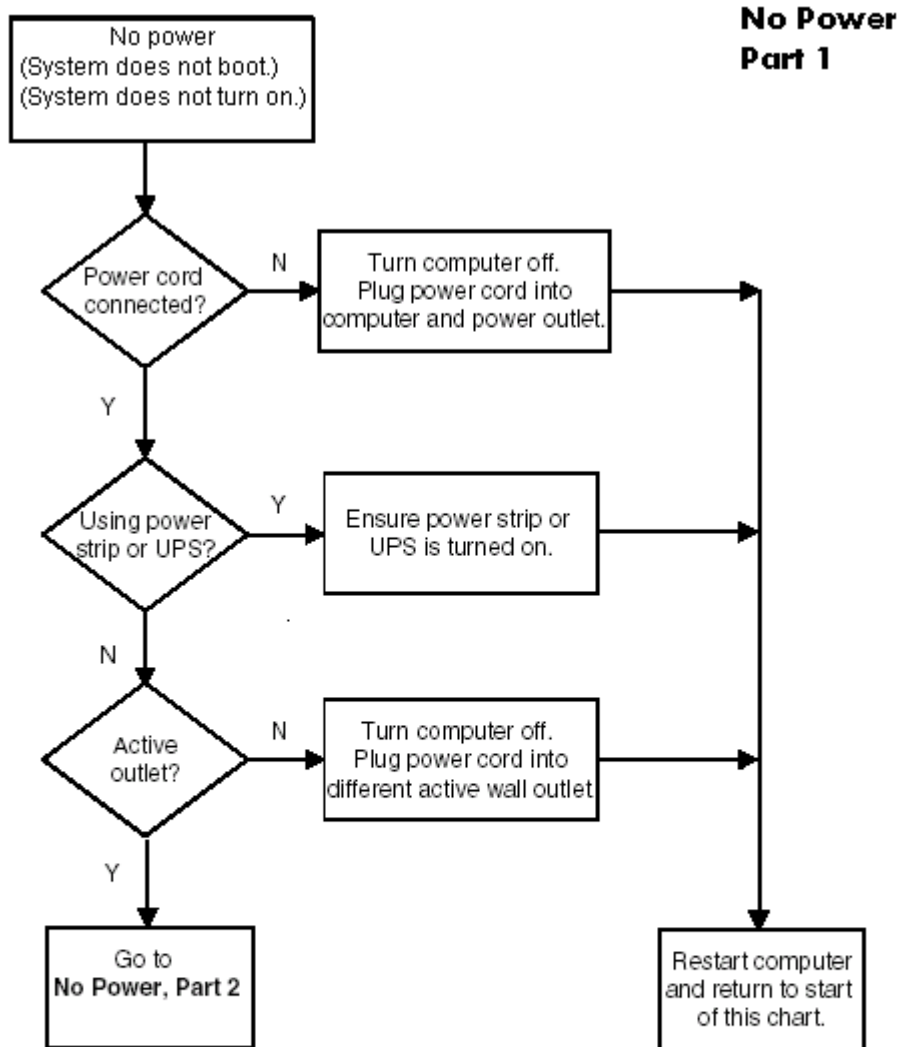 No Power
Part 1
No power
(System does not boot.)
(System does not turn on.)
Power cord
connected?
N
Turn computer off.
Plug power cord into
computer and power outlet.
Y
Using power
strip or UPS?
Y
Ensure power strip or
UPS is turned on.
N
Active
outlet?
N
Turn computer off.
Plug power cord into
different active wall outlet
Y
Go to
No Power, Part 2
Restart computer
and return to start
of this chart.